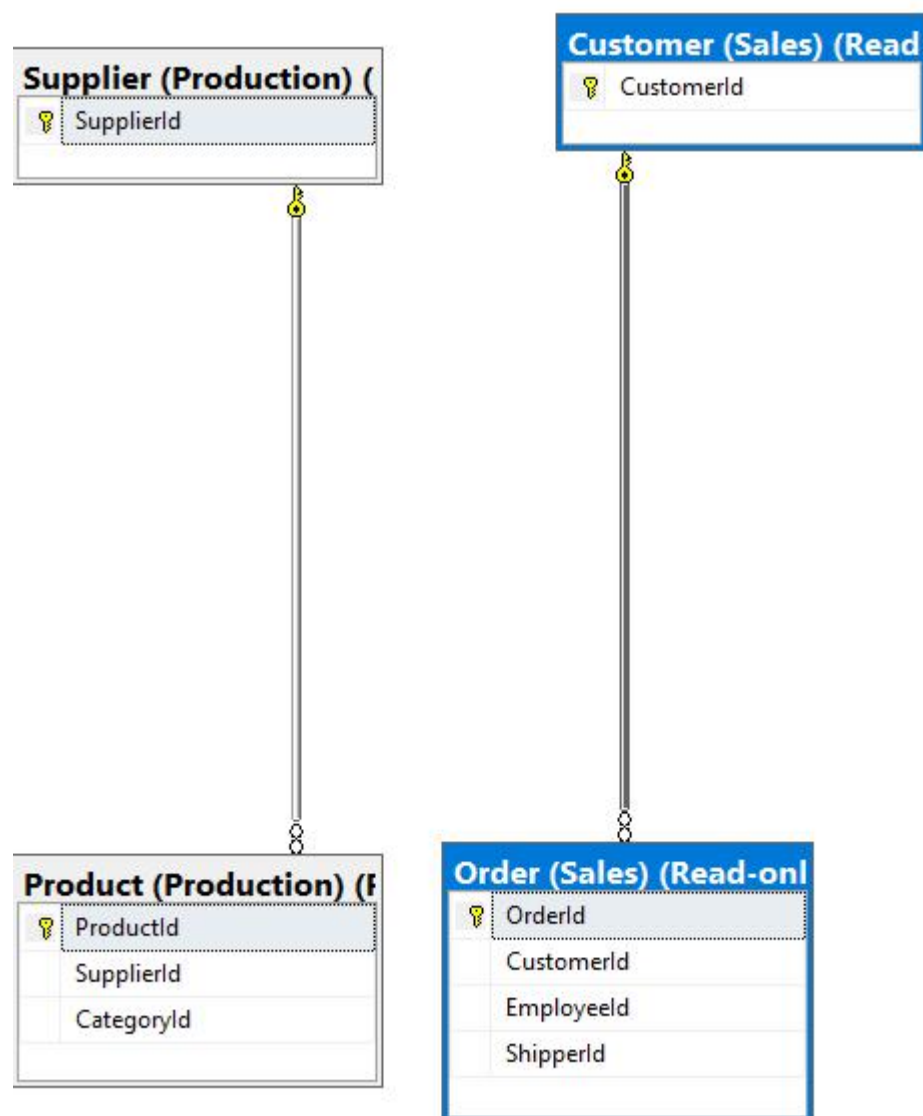 Supplier (Production) (
SupplierId
Customer (Sales) (Read
CustomerId
Product (Production) (
ProductId
SupplierId
CategoryId
Order (Sales) (Read-onl
OrderId
CustomerId
EmployeeId
ShipperId